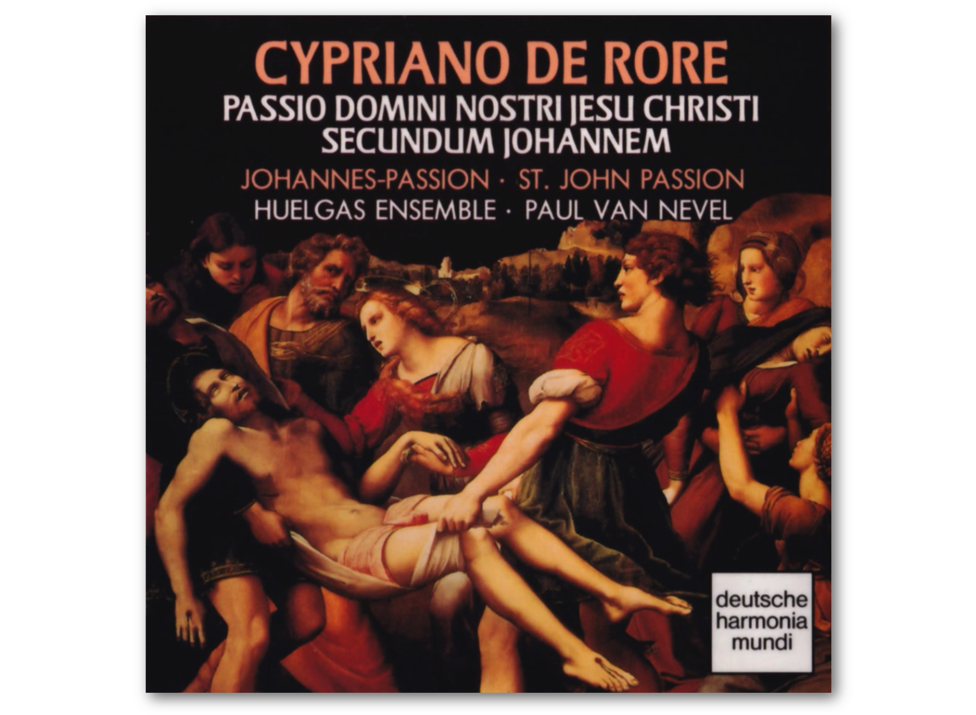 CYPRIANO DE RORE
PASSIO DOMINI NOSTRI JESU CHRISTI
SECUNDUM JOHANNEM
JOHANNES-PASSION · ST. JOHN PASSION
HUELGAS ENSEMBLE · PAUL VAN NEVEL
deutsche
harmonia
mundi